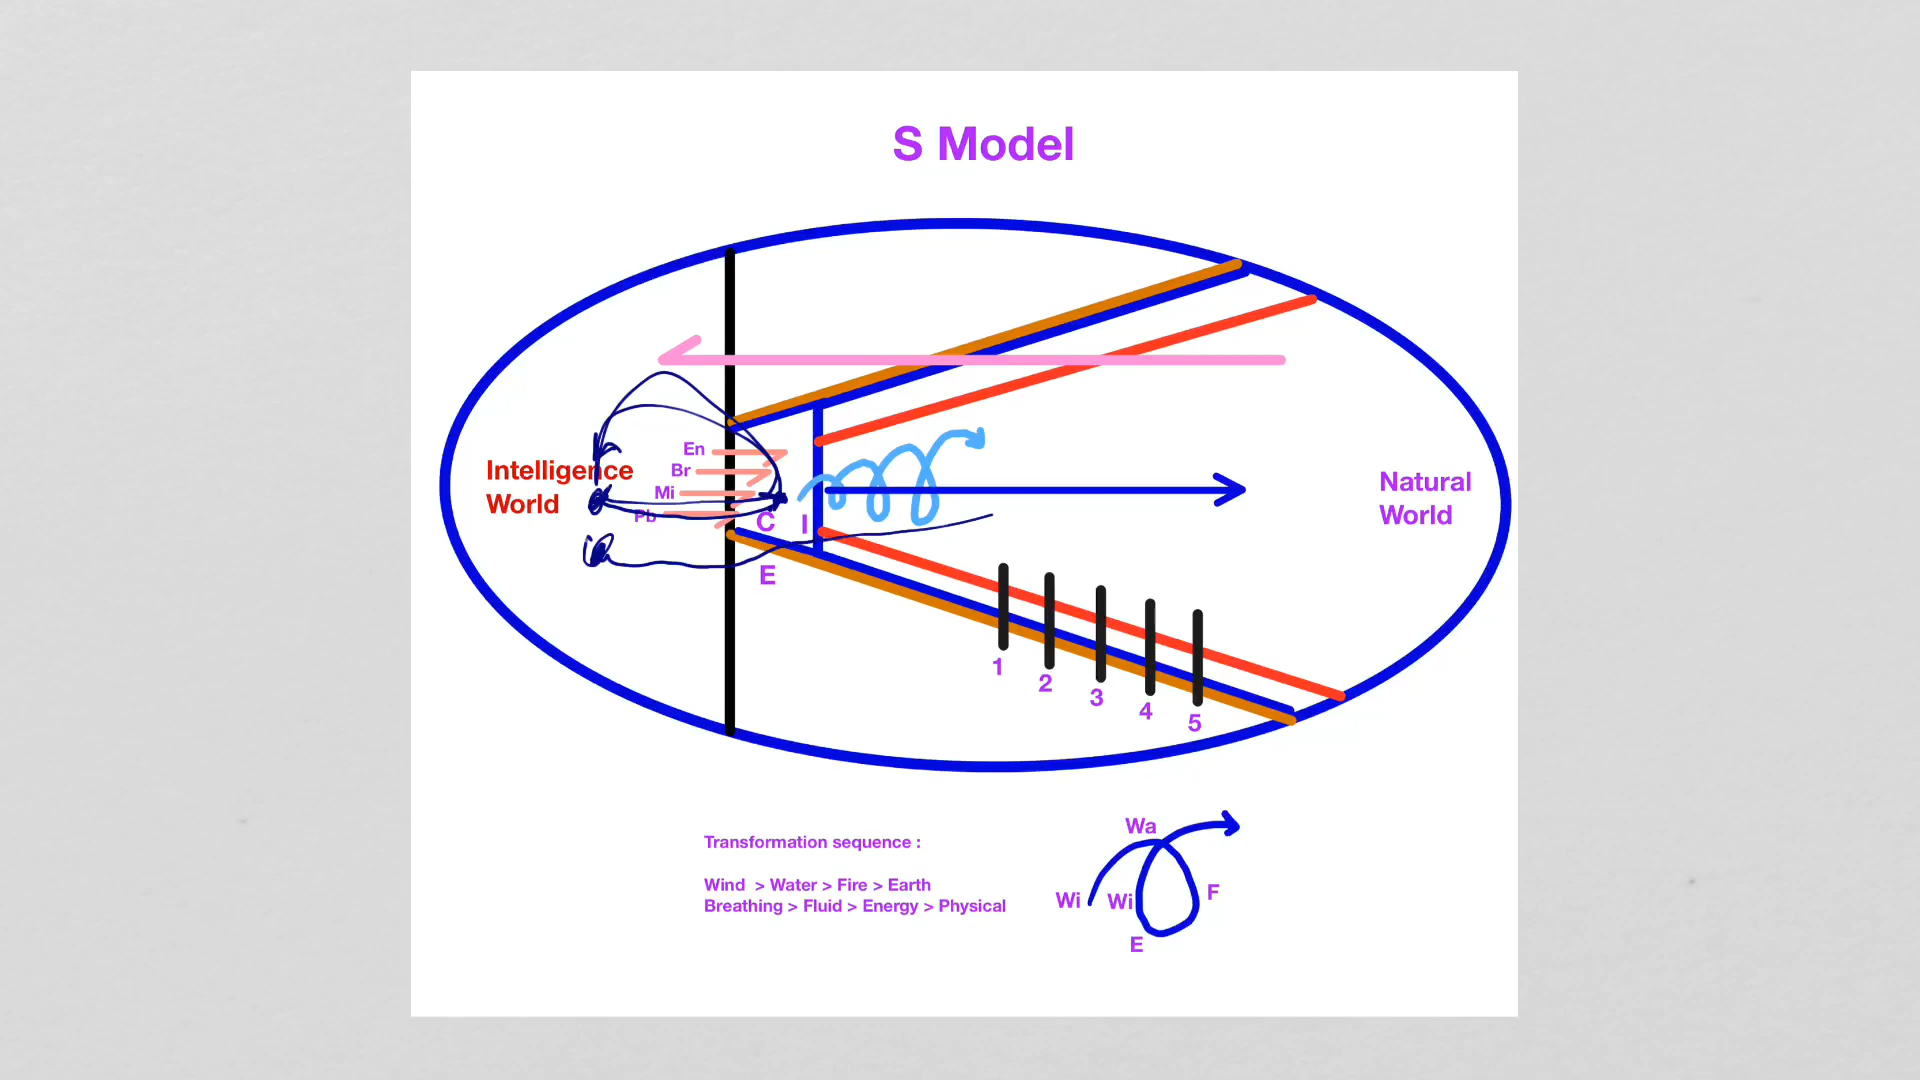 S Model
Intelligence
World
En
Br
Mi
Pb
C
I
E
Natural
World
1
2
3
4
5
Transformation sequence :
Wind > Water > Fire > Earth
Breathing > Fluid > Energy > Physical
Wa
Wi
Wi
F
E